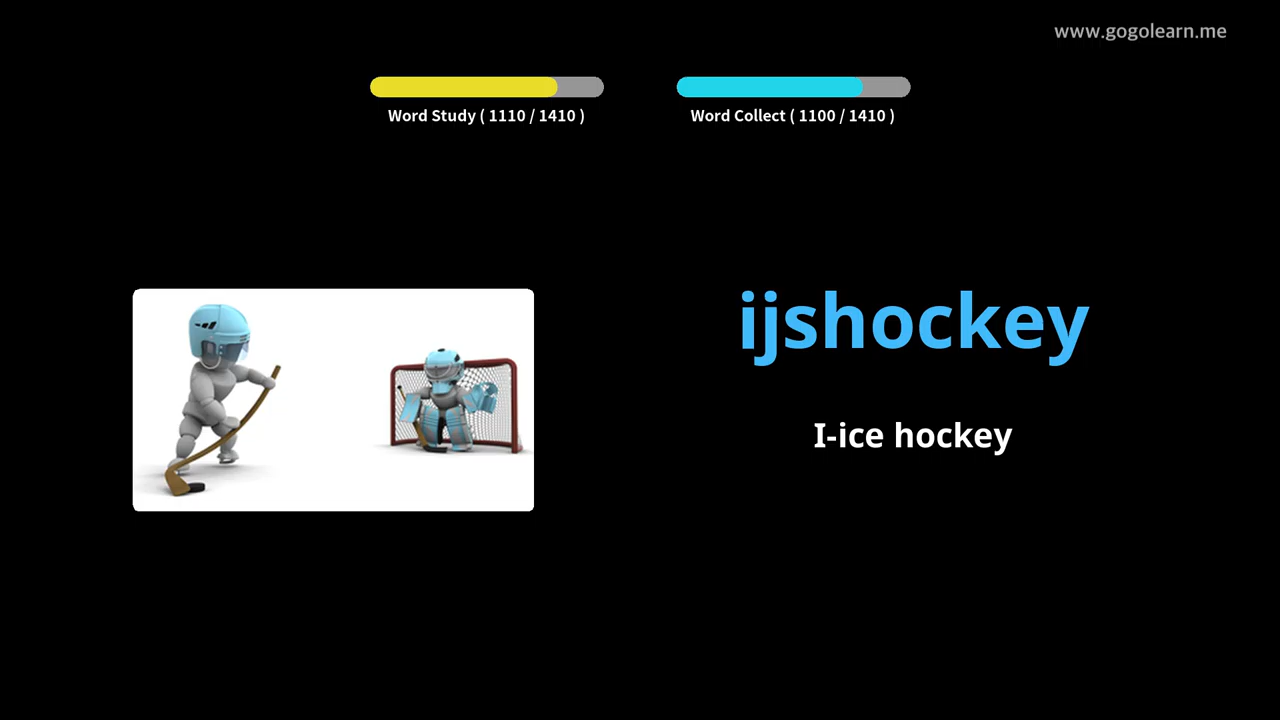 www.gogolearn.me
Word Study ( 1110 / 1410 )
Word Collect ( 1100 / 1410 )
ijshockey
I-ice hockey